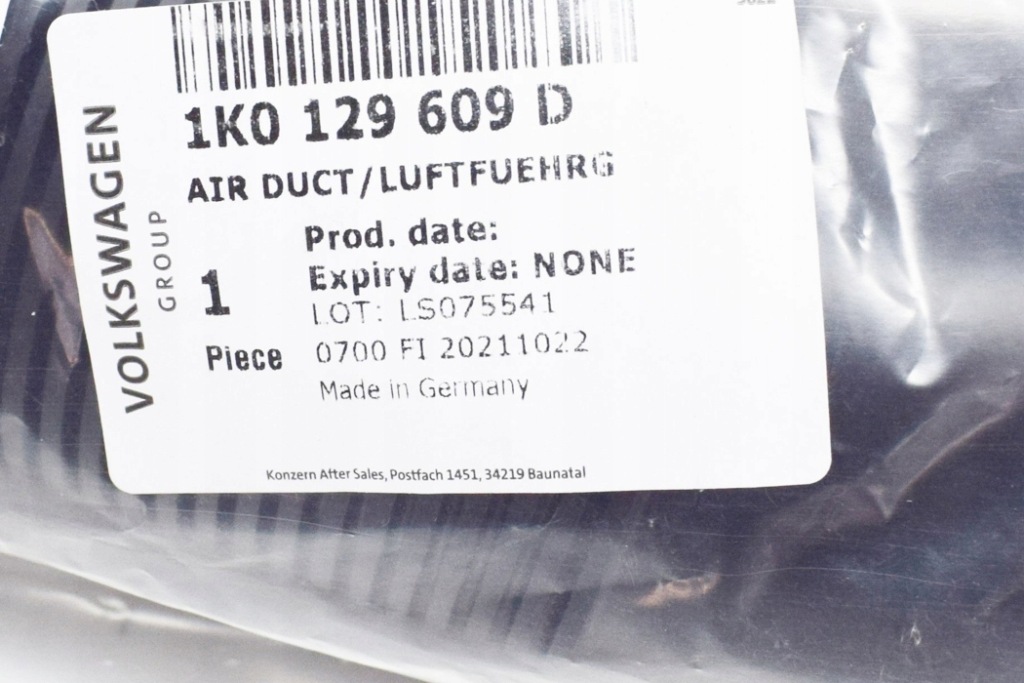 1K0 129 609 D
AIR DUCT/LUFTFUEHRG
VOLKSWAGEN
GROUP
Prod. date:
Expiry date: NONE
1
LOT: LS075541
Piece
0700 FI 20211022
Made in Germany
Konzern After Sales, Postfach 1451, 34219 Baunatal